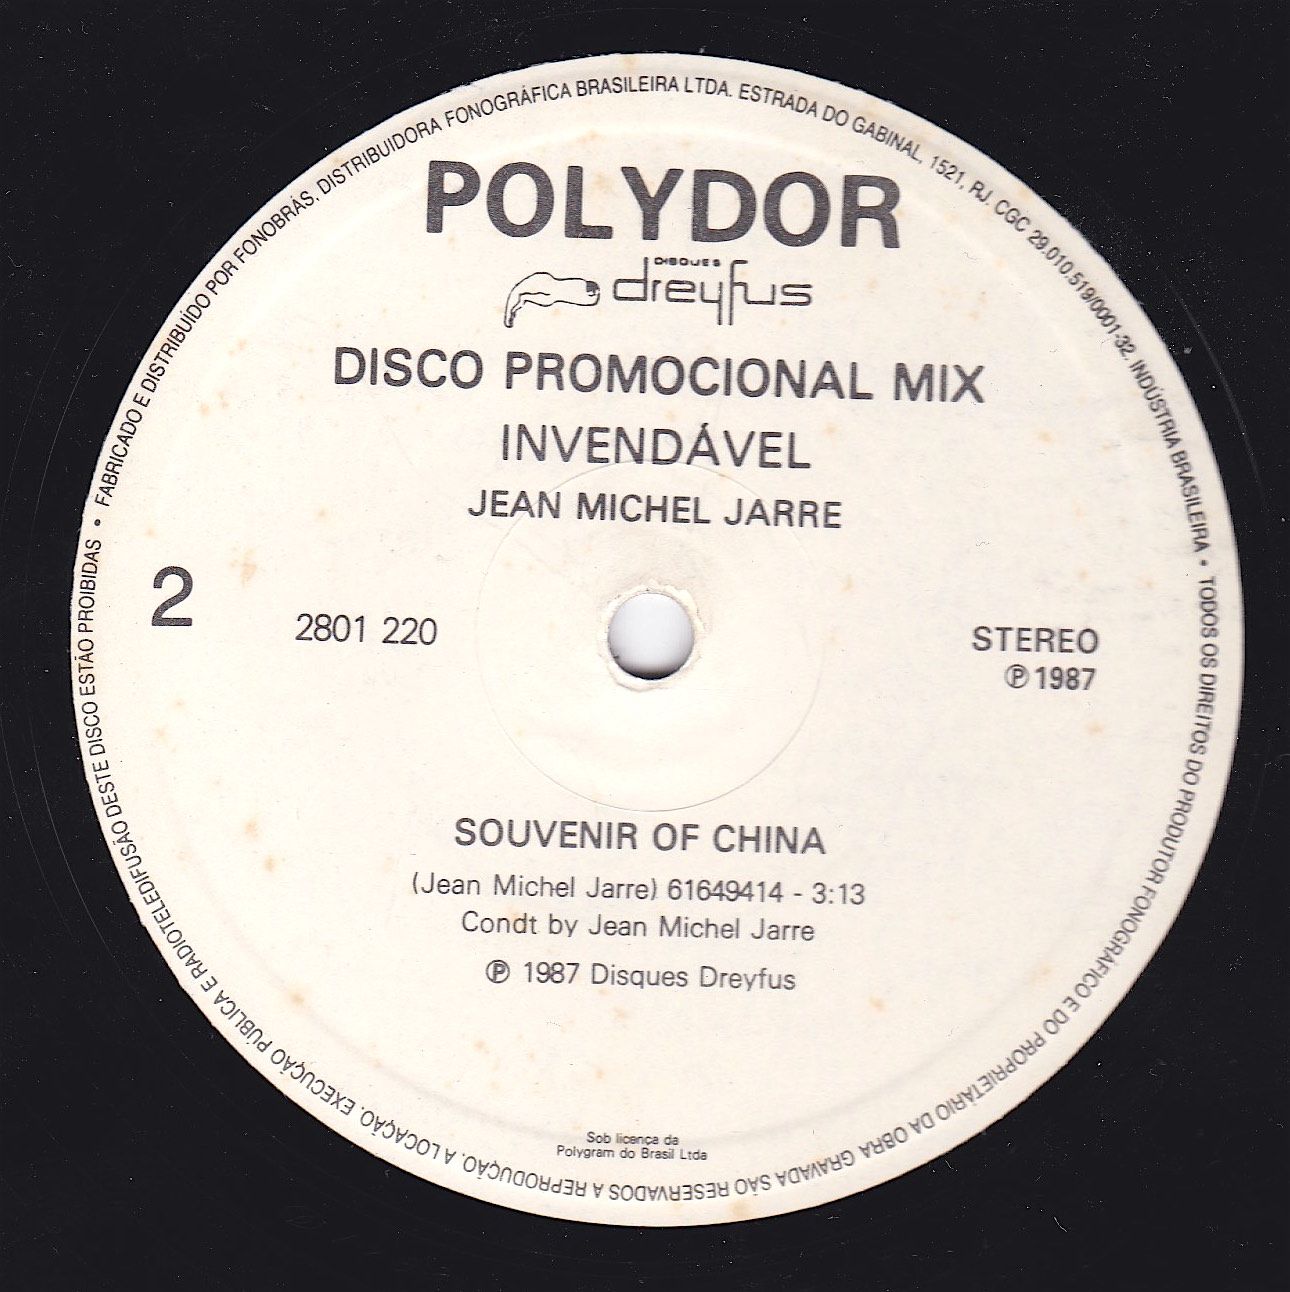 POLYDOR
DISQUES
dreyfus
DISCO PROMOCIONAL MIX
INVENDÁVEL
JEAN MICHEL JARRE
2
2801 220
STEREO
℗ 1987
SOUVENIR OF CHINA
(Jean Michel Jarre) 61649414 - 3:13
Condt by Jean Michel Jarre
℗ 1987 Disques Dreyfus
Sob licença da
Polygram do Brasil Ltda
• FABRICADO E DISTRIBUÍDO POR FONOBRÁS, DISTRIBUIDORA FONOGRÁFICA BRASILEIRA LTDA. ESTRADA DO GABINAL, 1521, RJ. CGC 29.010.519/0001-32. INDÚSTRIA BRASILEIRA • TODOS OS DIREITOS DO PRODUTOR FONOGRÁFICO E DO PROPRIETÁRIO DA OBRA GRAVADA SÃO RESERVADOS A REPRODUÇÃO, A LOCAÇÃO, EXECUÇÃO PÚBLICA E RADIOTELEDIFUSÃO DESTE DISCO ESTÃO PROIBIDAS